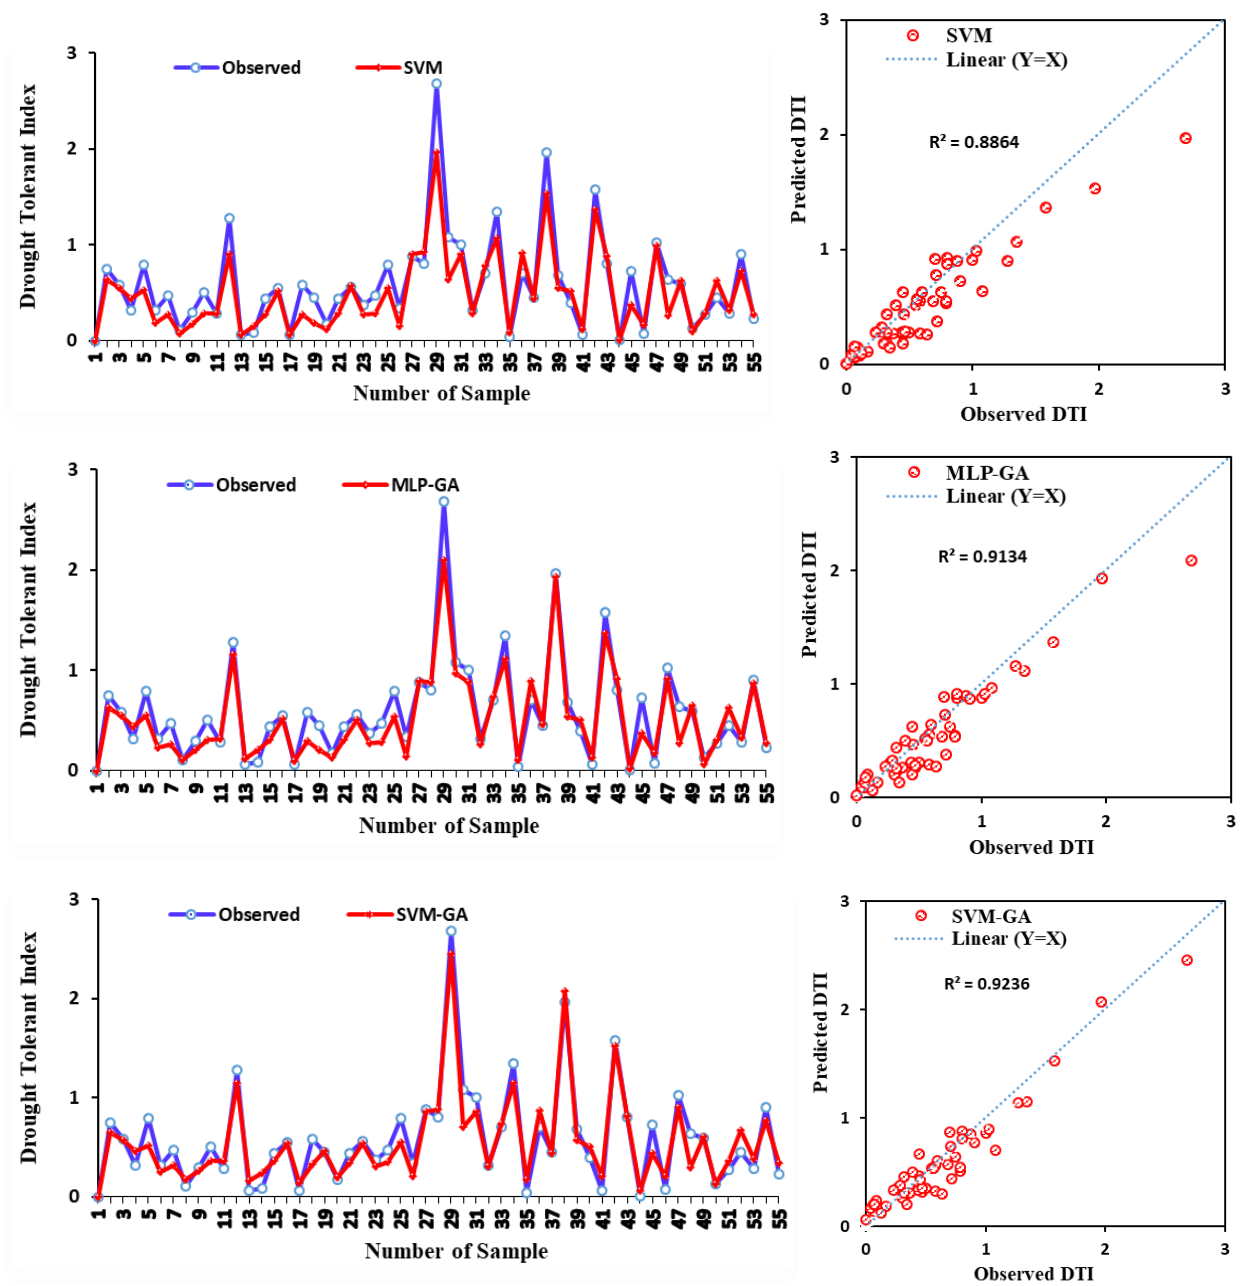 Observed SVM
Drought Tolerant Index
3
2
1
0
1 3 5 7 9 11 13 15 17 19 21 23 25 27 29 31 33 35 37 39 41 43 45 47 49 51 53 55
Number of Sample
SVM
Linear (Y=X)
R² = 0.8864
Predicted DTI
3
2
1
0
0 1 2 3
Observed DTI
Observed MLP-GA
Drought Tolerant Index
3
2
1
0
1 3 5 7 9 11 13 15 17 19 21 23 25 27 29 31 33 35 37 39 41 43 45 47 49 51 53 55
Number of Sample
MLP-GA
Linear (Y=X)
R² = 0.9134
Predicted DTI
3
2
1
0
0 1 2 3
Observed DTI
Observed SVM-GA
Drought Tolerant Index
3
2
1
0
1 3 5 7 9 11 13 15 17 19 21 23 25 27 29 31 33 35 37 39 41 43 45 47 49 51 53 55
Number of Sample
SVM-GA
Linear (Y=X)
R² = 0.9236
Predicted DTI
3
2
1
0
0 1 2 3
Observed DTI